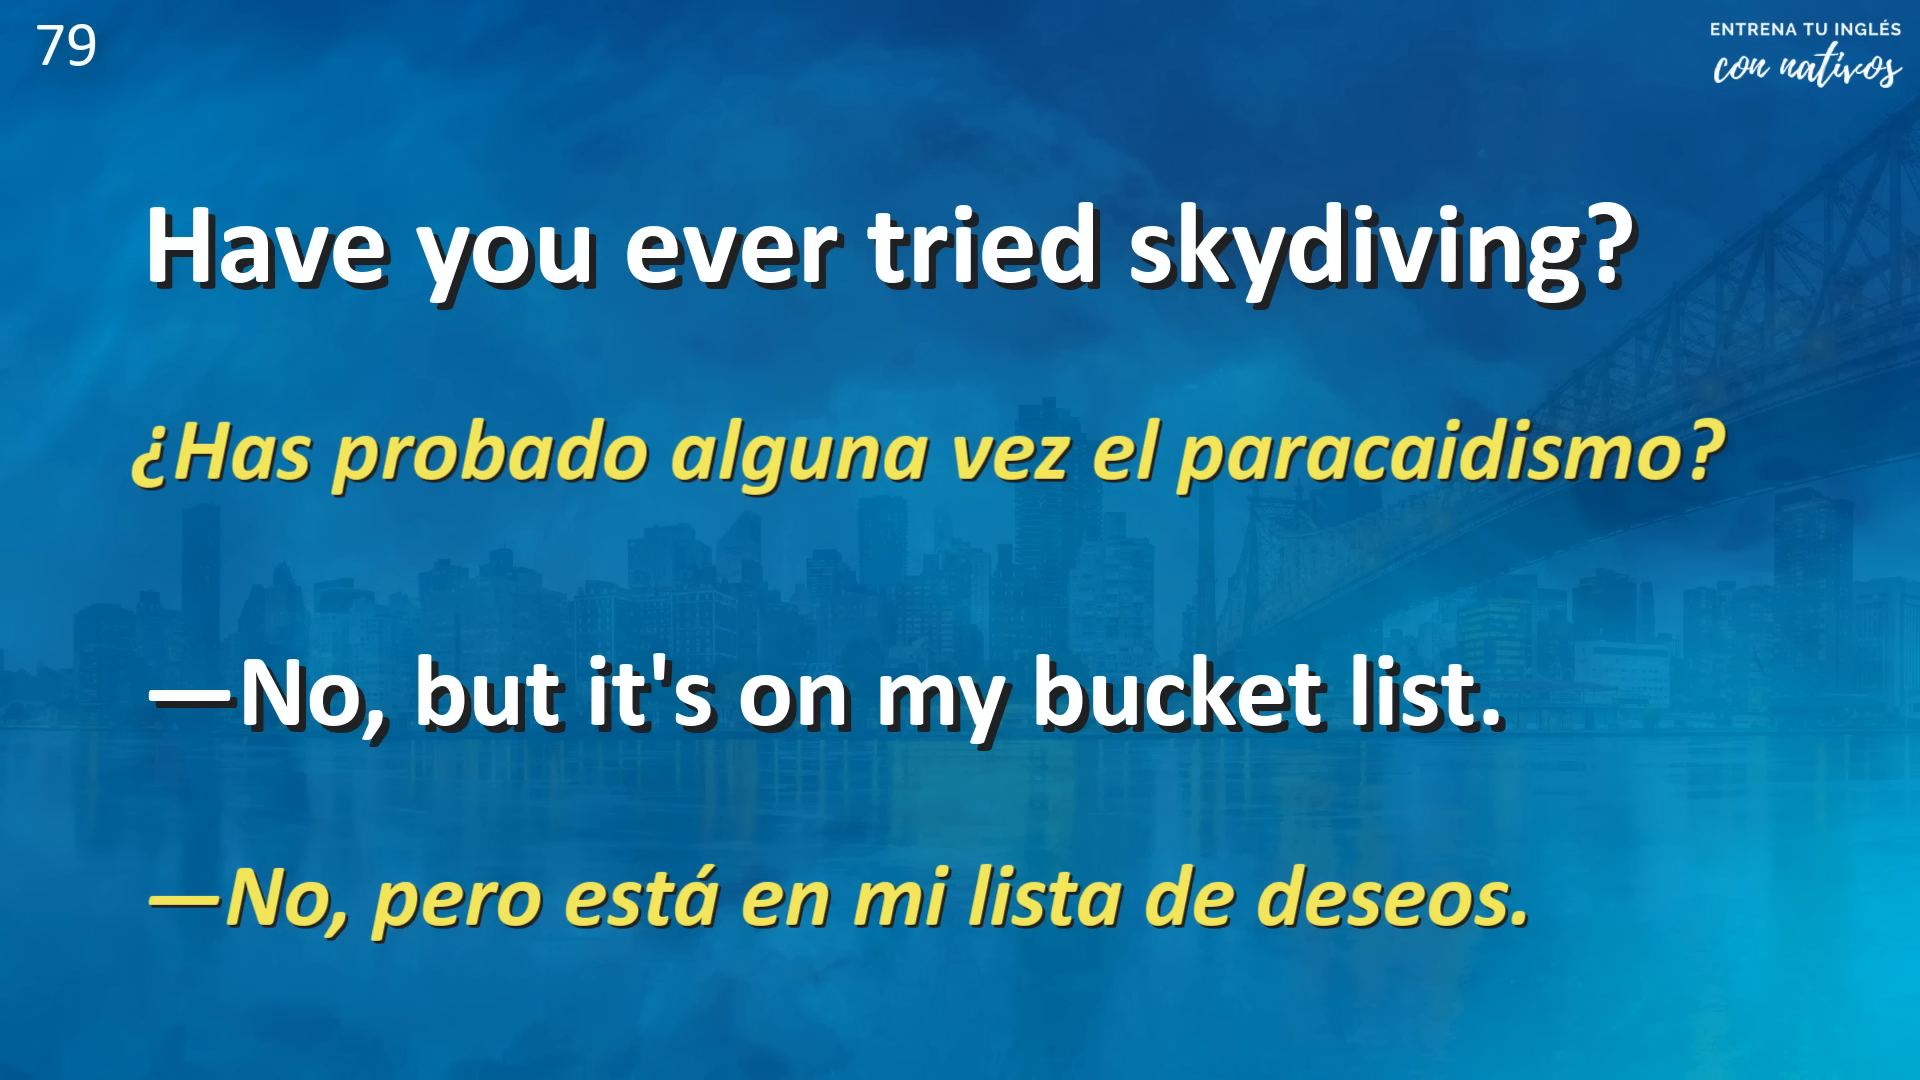 79
ENTRENA TU INGLÉS
con nativos
Have you ever tried skydiving?
¿Has probado alguna vez el paracaidismo?
—No, but it's on my bucket list.
—No, pero está en mi lista de deseos.